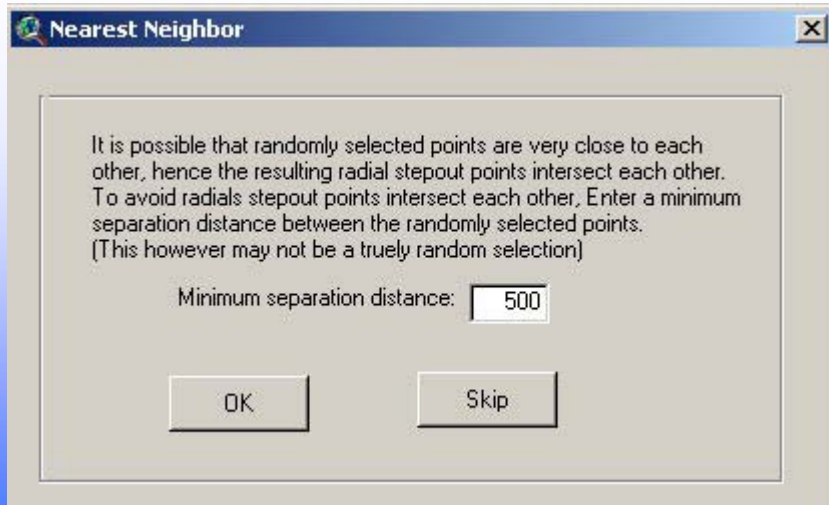 Nearest Neighbor
It is possible that randomly selected points are very close to each
other, hence the resulting radial stepout points intersect each other.
To avoid radials stepout points intersect each other, Enter a minimum
separation distance between the randomly selected points.
(This however may not be a truely random selection)
Minimum separation distance: 500
OK Skip